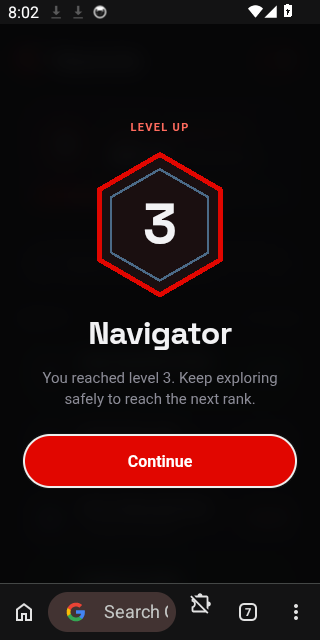 8:02
LEVEL UP
3
Navigator
You reached level 3. Keep exploring
safely to reach the next rank.
Continue
Search
7